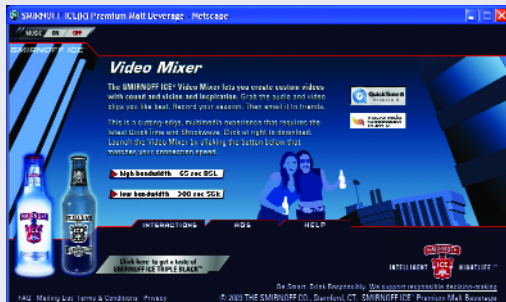 SMIRNOFF ICE(R) Premium Malt Beverage - Netscape
MUSIC ON / OFF
SMIRNOFF ICE
Video Mixer
The SMIRNOFF ICE® Video Mixer lets you create custom videos
with sound and vision and inspiration. Grab the audio and video
clips you like best. Record your session. Then email it to friends.
This is a cutting-edge, multimedia experience that requires the
latest QuickTime and Shockwave. Click at right to download.
Launch the Video Mixer by clicking the button below that
matches your connection speed.
QuickTime
high bandwidth 65 sec DSL
low bandwidth 300 sec 56k
INTERACTIONS ADS HELP
Click here to get a taste of
SMIRNOFF ICE TRIPLE BLACK™
SMIRNOFF
ICE
INTELLIGENT NIGHTLIFE™
Be Smart. Drink Responsibly. We support responsible decision-making
FAQ Mailing List Terms & Conditions Privacy © 2003 THE SMIRNOFF CO., Stamford, CT. SMIRNOFF ICE® Premium Malt Beverage